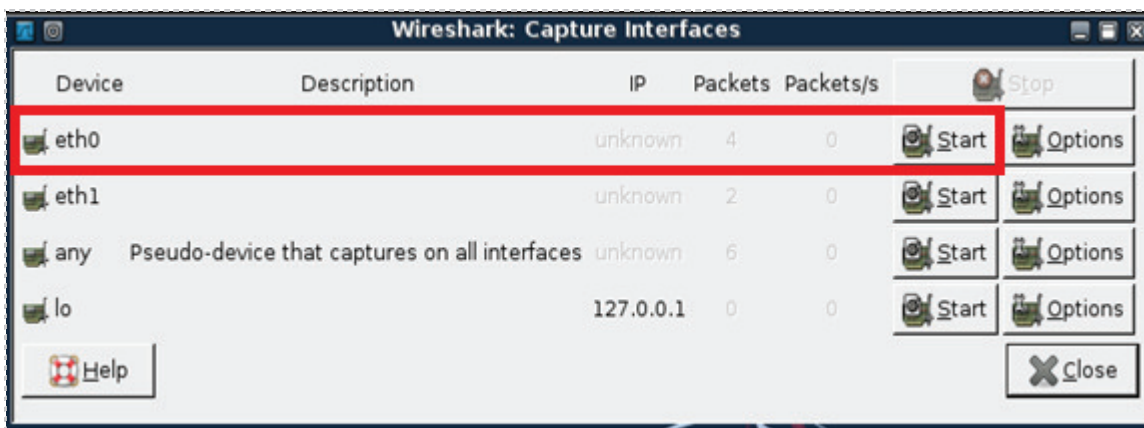 Wireshark: Capture Interfaces
Device Description IP Packets Packets/s Stop
eth0 unknown 4 0 Start Options
eth1 unknown 2 0 Start Options
any Pseudo-device that captures on all interfaces unknown 6 0 Start Options
lo 127.0.0.1 0 0 Start Options
Help Close